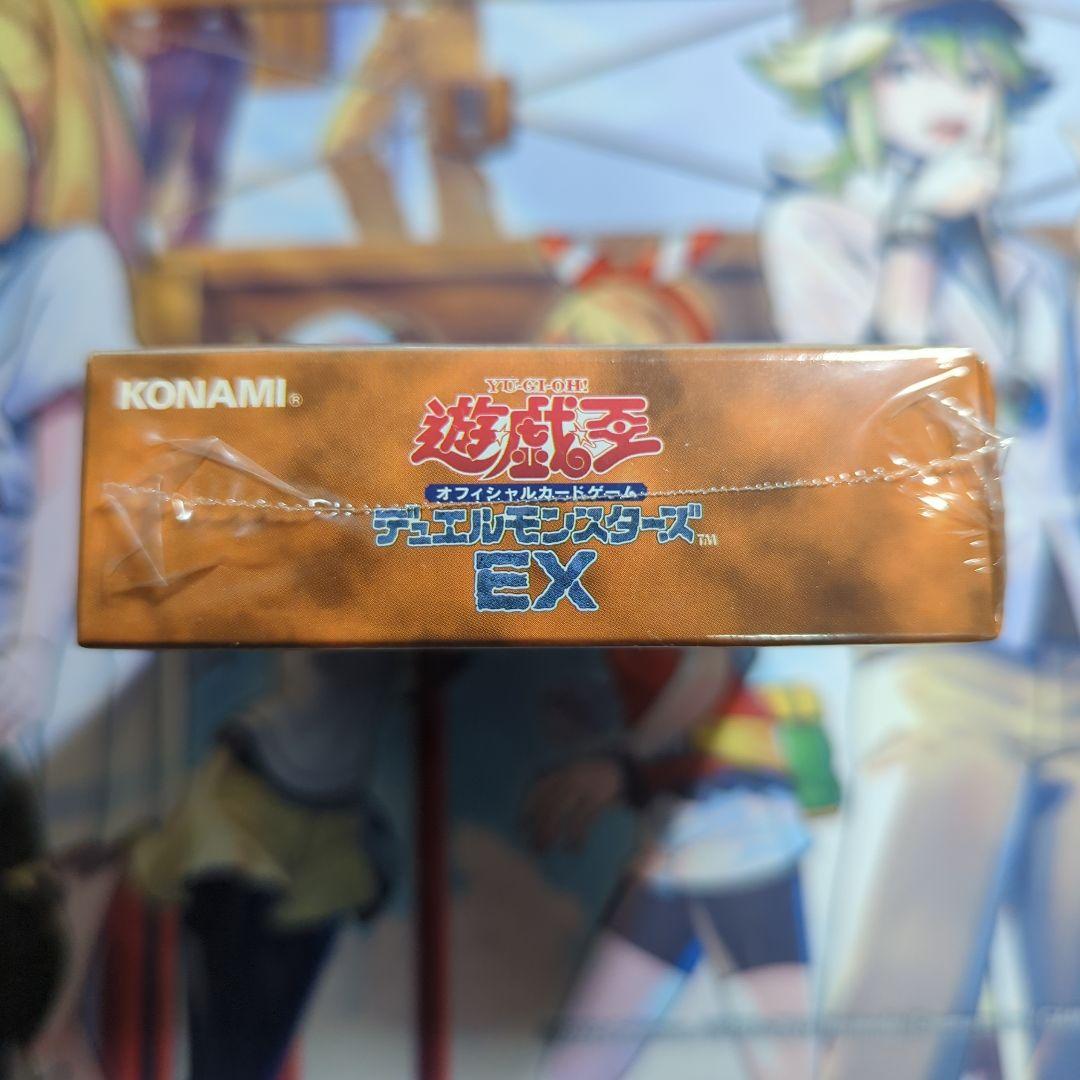 KONAMI®
YU-GI-OH!
遊戯王
オフィシャルカードゲーム
デュエルモンスターズ™
EX